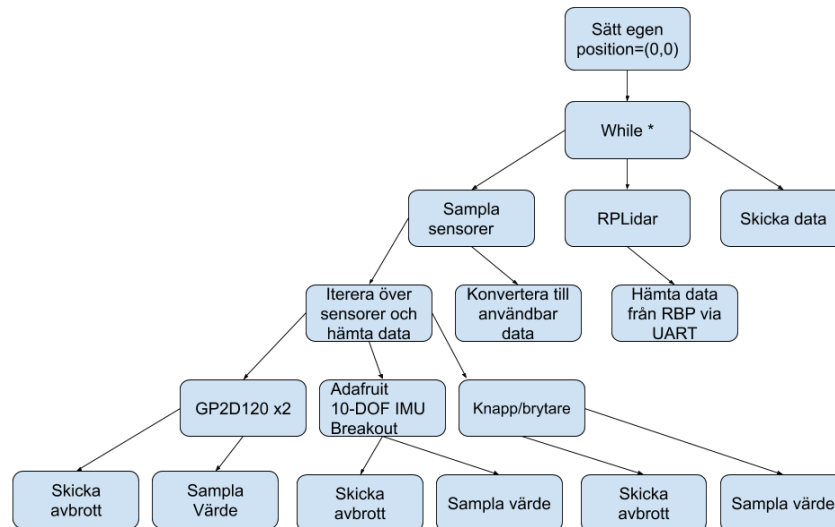 Sätt egen
position=(0,0)
While *
Sampla
sensorer
RPLidar
Skicka data
Iterera över
sensorer och
hämta data
Konvertera till
användbar
data
Hämta data
från RBP via
UART
GP2D120 x2
Adafruit
10-DOF IMU
Breakout
Knapp/brytare
Skicka
avbrott
Sampla
Värde
Skicka
avbrott
Sampla värde
Skicka
avbrott
Sampla värde